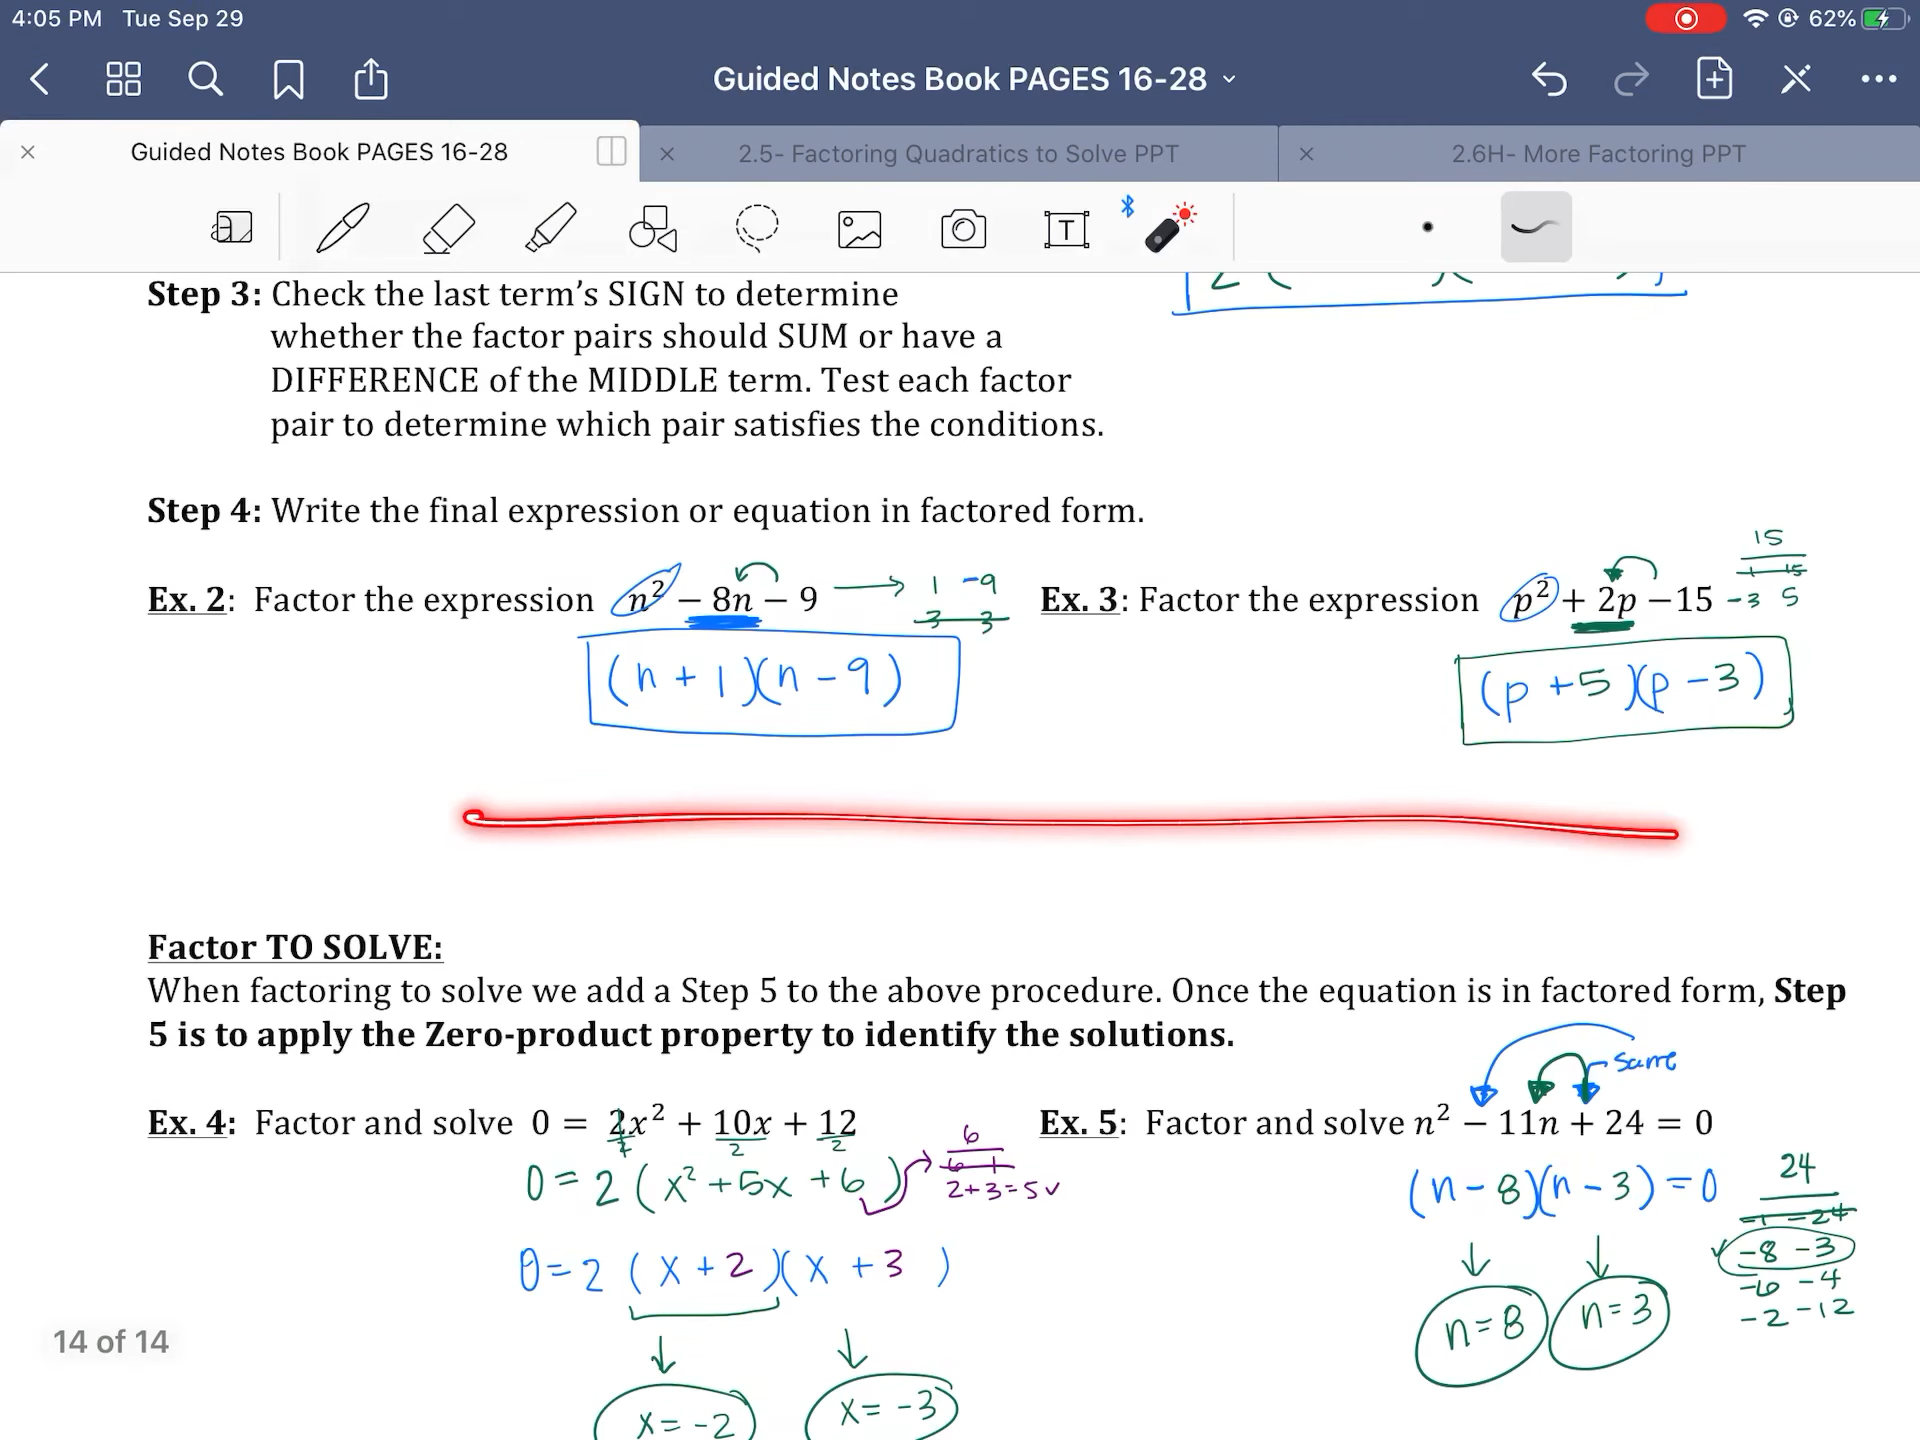 4:05 PM Tue Sep 29
62%
Guided Notes Book PAGES 16-28
Guided Notes Book PAGES 16-28
2.5- Factoring Quadratics to Solve PPT
2.6H- More Factoring PPT
T
Step 3: Check the last term’s SIGN to determine
whether the factor pairs should SUM or have a
DIFFERENCE of the MIDDLE term. Test each factor
pair to determine which pair satisfies the conditions.
Step 4: Write the final expression or equation in factored form.
Ex. 2: Factor the expression n² − 8n − 9
1 -9
3 3
(n + 1)(n - 9)
Ex. 3: Factor the expression p² + 2p − 15
15
1 15
-3 5
(p + 5)(p - 3)
Factor TO SOLVE:
When factoring to solve we add a Step 5 to the above procedure. Once the equation is in factored form, Step
5 is to apply the Zero-product property to identify the solutions.
Ex. 4: Factor and solve 0 = 2x² + 10x + 12
2 2 2
0 = 2 (x² + 5x + 6)
6
6 1
2+3=5✓
0 = 2 (x + 2)(x + 3)
x = -2
x = -3
same
Ex. 5: Factor and solve n² − 11n + 24 = 0
(n - 8)(n - 3) = 0
24
-1 -24
✓ -8 -3
-6 -4
-2 -12
n = 8
n = 3
14 of 14